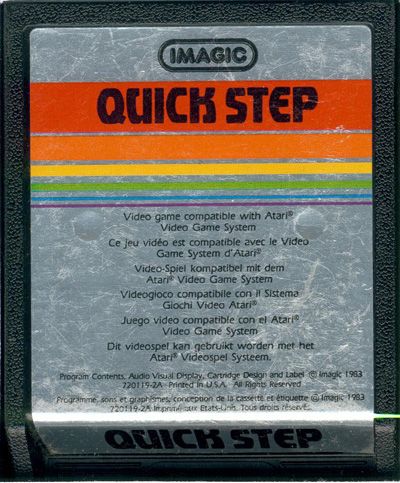 IMAGIC
QUICK STEP
Video game compatible with Atari®
Video Game System
Ce jeu vidéo est compatible avec le Video
Game System d'Atari®
Video-Spiel kompatibel mit dem
Atari® Video Game System
Videogioco compatibile con il Sistema
Giochi Video Atari®
Juego video compatible con el Atari®
Video Game System
Dit videospel kan gebruikt worden met het
Atari® Videospel Systeem.
Program Contents, Audio Visual Display, Cartridge Design and Label © Imagic 1983
720119-2A Printed in U.S.A. All Rights Reserved
Programme, sons et graphismes, conception de la cassette et étiquette © Imagic 1983
720119-2A Imprimé aux Etats-Unis. Tous droits réservés.
QUICK STEP